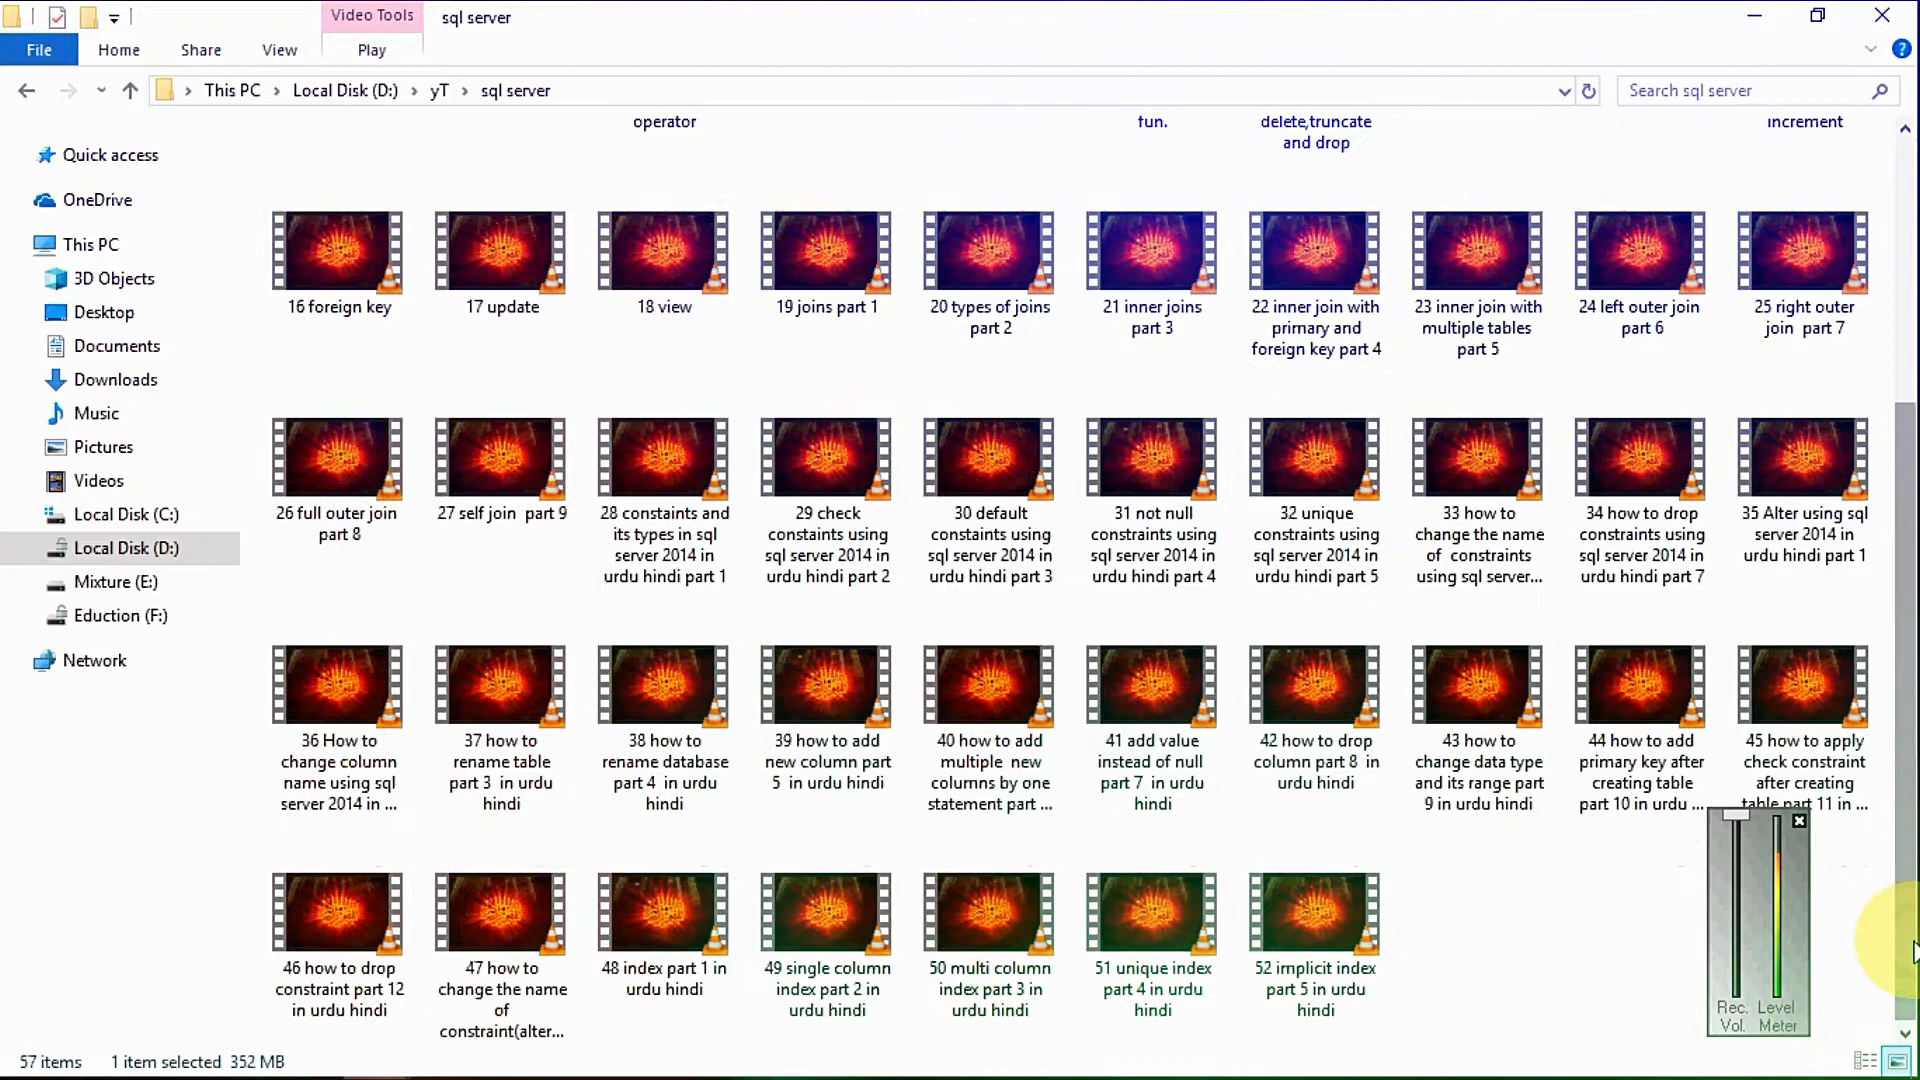 Video Tools
sql server
File
Home
Share
View
Play
This PC
Local Disk (D:)
yT
sql server
Search sql server
operator
fun.
delete,truncate
and drop
increment
Quick access
OneDrive
This PC
3D Objects
Desktop
Documents
Downloads
Music
Pictures
Videos
Local Disk (C:)
Local Disk (D:)
Mixture (E:)
Eduction (F:)
Network
16 foreign key
17 update
18 view
19 joins part 1
20 types of joins
part 2
21 inner joins
part 3
22 inner join with
primary and
foreign key part 4
23 inner join with
multiple tables
part 5
24 left outer join
part 6
25 right outer
join part 7
26 full outer join
part 8
27 self join part 9
28 constaints and
its types in sql
server 2014 in
urdu hindi part 1
29 check
constaints using
sql server 2014 in
urdu hindi part 2
30 default
constaints using
sql server 2014 in
urdu hindi part 3
31 not null
constraints using
sql server 2014 in
urdu hindi part 4
32 unique
constraints using
sql server 2014 in
urdu hindi part 5
33 how to
change the name
of constraints
using sql server...
34 how to drop
constraints using
sql server 2014 in
urdu hindi part 7
35 Alter using sql
server 2014 in
urdu hindi part 1
36 How to
change column
name using sql
server 2014 in ...
37 how to
rename table
part 3 in urdu
hindi
38 how to
rename database
part 4 in urdu
hindi
39 how to add
new column part
5 in urdu hindi
40 how to add
multiple new
columns by one
statement part ...
41 add value
instead of null
part 7 in urdu
hindi
42 how to drop
column part 8 in
urdu hindi
43 how to
change data type
and its range part
9 in urdu hindi
44 how to add
primary key after
creating table
part 10 in urdu ...
45 how to apply
check constraint
after creating
table part 11 in ...
46 how to drop
constraint part 12
in urdu hindi
47 how to
change the name
of
constraint(alter...
48 index part 1 in
urdu hindi
49 single column
index part 2 in
urdu hindi
50 multi column
index part 3 in
urdu hindi
51 unique index
part 4 in urdu
hindi
52 implicit index
part 5 in urdu
hindi
Rec. Level
Vol. Meter
57 items
1 item selected 352 MB